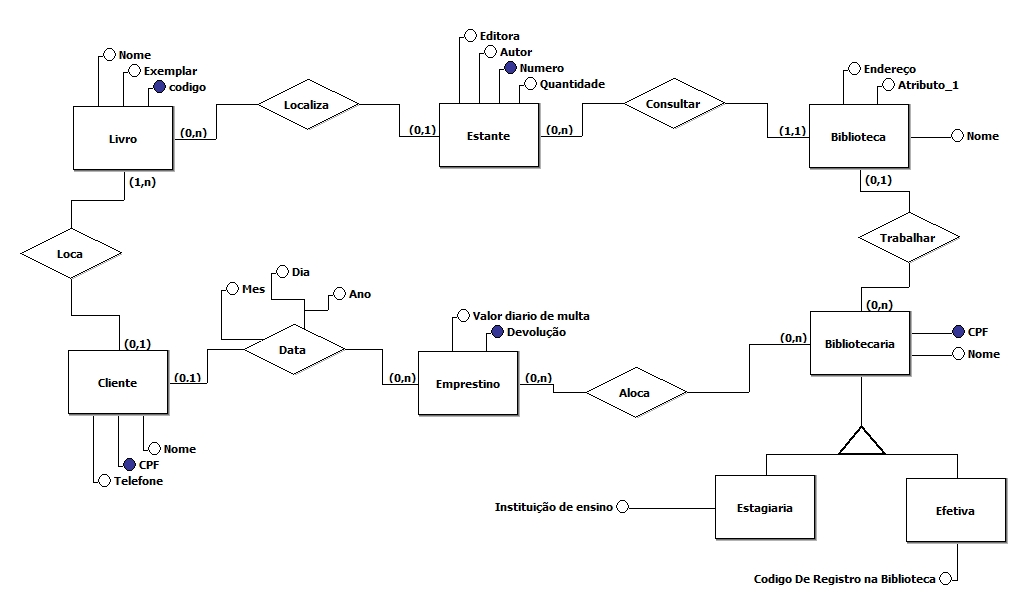 Editora
Autor
Numero
Quantidade
Nome
Exemplar
codigo
Endereço
Atributo_1
Livro
(0,n)
Localiza
(0,1)
Estante
(0,n)
Consultar
(1,1)
Biblioteca
Nome
(1,n)
(0,1)
Loca
Trabalhar
Mes
Dia
Ano
(0,n)
Valor diario de multa
Devolução
CPF
Nome
(0,1)
Cliente
(0.1)
Data
(0,n)
Emprestino
(0,n)
Aloca
(0,n)
Bibliotecaria
Nome
CPF
Telefone
Instituição de ensino
Estagiaria
Efetiva
Codigo De Registro na Biblioteca